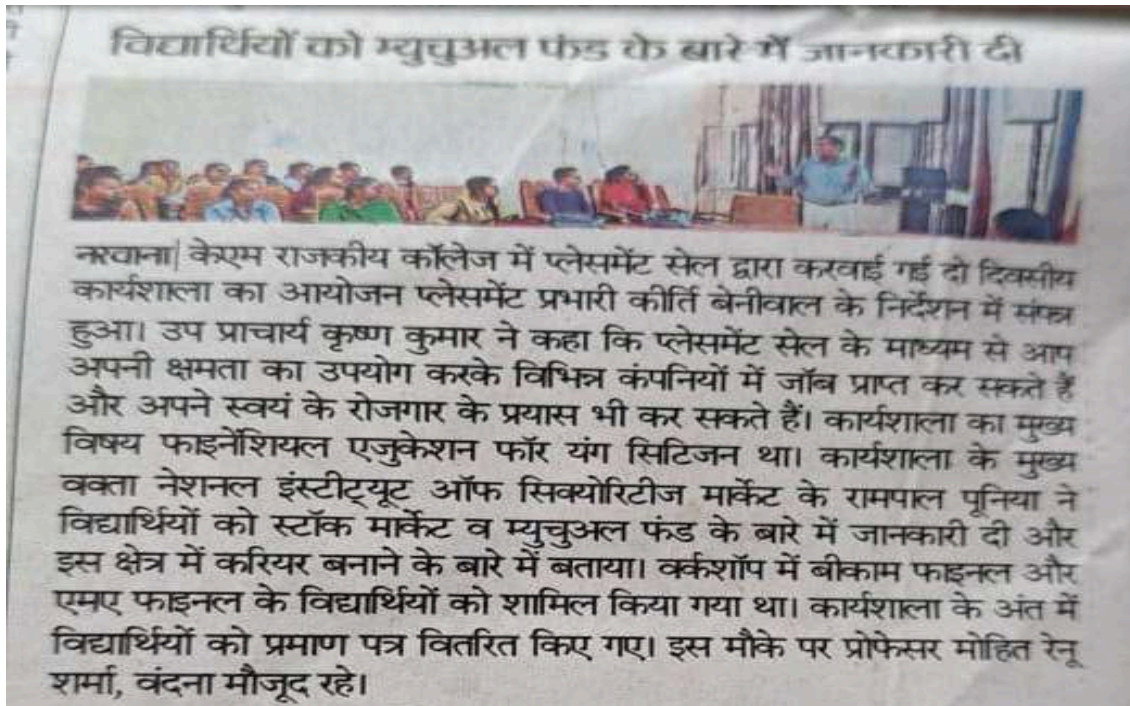 विद्यार्थियों को म्युचुअल फंड के बारे में जानकारी दी
नरवाना| केएम राजकीय कॉलेज में प्लेसमेंट सेल द्वारा करवाई गई दो दिवसीय
कार्यशाला का आयोजन प्लेसमेंट प्रभारी कीर्ति बेनीवाल के निर्देशन में संपन्न
हुआ। उप प्राचार्य कृष्ण कुमार ने कहा कि प्लेसमेंट सेल के माध्यम से आप
अपनी क्षमता का उपयोग करके विभिन्न कंपनियों में जॉब प्राप्त कर सकते हैं
और अपने स्वयं के रोजगार के प्रयास भी कर सकते हैं। कार्यशाला का मुख्य
विषय फाइनेंशियल एजुकेशन फॉर यंग सिटिजन था। कार्यशाला के मुख्य
वक्ता नेशनल इंस्टीट्यूट ऑफ सिक्योरिटीज मार्केट के रामपाल पूनिया ने
विद्यार्थियों को स्टॉक मार्केट व म्युचुअल फंड के बारे में जानकारी दी और
इस क्षेत्र में करियर बनाने के बारे में बताया। वर्कशॉप में बीकाम फाइनल और
एमए फाइनल के विद्यार्थियों को शामिल किया गया था। कार्यशाला के अंत में
विद्यार्थियों को प्रमाण पत्र वितरित किए गए। इस मौके पर प्रोफेसर मोहित रेनू
शर्मा, वंदना मौजूद रहे।